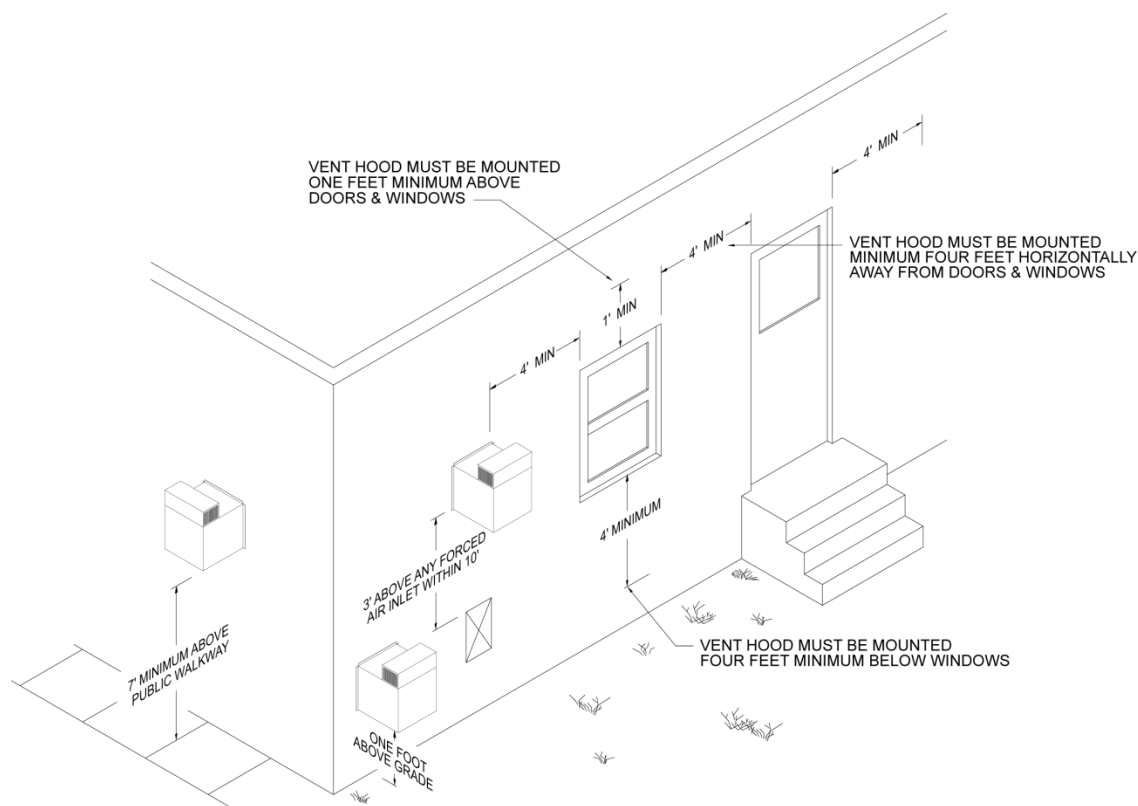 4' MIN
VENT HOOD MUST BE MOUNTED
ONE FEET MINIMUM ABOVE
DOORS & WINDOWS
4' MIN
VENT HOOD MUST BE MOUNTED
MINIMUM FOUR FEET HORIZONTALLY
AWAY FROM DOORS & WINDOWS
1' MIN
4' MIN
4' MINIMUM
3' ABOVE ANY FORCED
AIR INLET WITHIN 10'
7' MINIMUM ABOVE
PUBLIC WALKWAY
VENT HOOD MUST BE MOUNTED
FOUR FEET MINIMUM BELOW WINDOWS
ONE FOOT
ABOVE GRADE